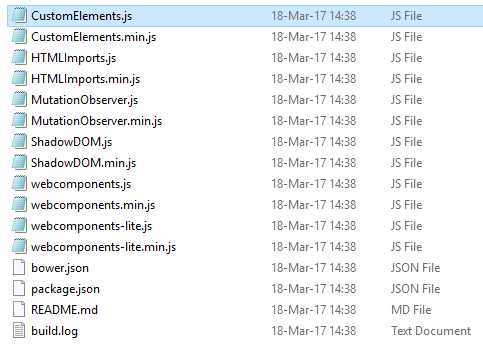 CustomElements.js 18-Mar-17 14:38 JS File
CustomElements.min.js 18-Mar-17 14:38 JS File
HTMLImports.js 18-Mar-17 14:38 JS File
HTMLImports.min.js 18-Mar-17 14:38 JS File
MutationObserver.js 18-Mar-17 14:38 JS File
MutationObserver.min.js 18-Mar-17 14:38 JS File
ShadowDOM.js 18-Mar-17 14:38 JS File
ShadowDOM.min.js 18-Mar-17 14:38 JS File
webcomponents.js 18-Mar-17 14:38 JS File
webcomponents.min.js 18-Mar-17 14:38 JS File
webcomponents-lite.js 18-Mar-17 14:38 JS File
webcomponents-lite.min.js 18-Mar-17 14:38 JS File
bower.json 18-Mar-17 14:38 JSON File
package.json 18-Mar-17 14:38 JSON File
README.md 18-Mar-17 14:38 MD File
build.log 18-Mar-17 14:38 Text Document